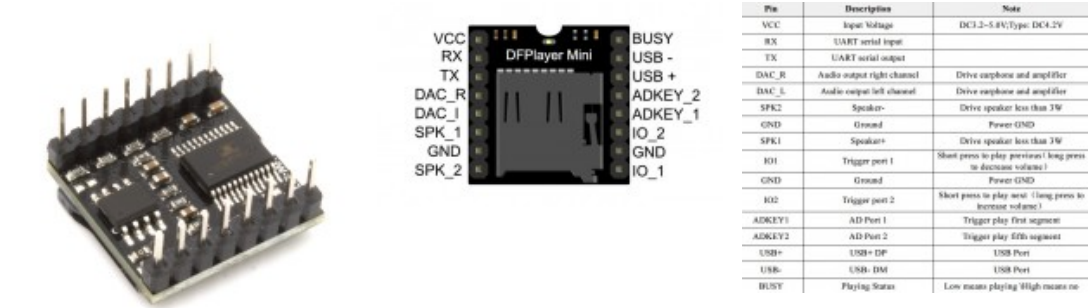 VCC
RX
TX
DAC_R
DAC_I
SPK_1
GND
SPK_2
DFPlayer Mini
BUSY
USB -
USB +
ADKEY_2
ADKEY_1
IO_2
GND
IO_1
Pin Description Note
VCC Input Voltage DC3.2~5.0V;Type: DC4.2V
RX UART serial input
TX UART serial output
DAC_R Audio output right channel Drive earphone and amplifier
DAC_L Audio output left channel Drive earphone and amplifier
SPK2 Speaker- Drive speaker less than 3W
GND Ground Power GND
SPK1 Speaker+ Drive speaker less than 3W
IO1 Trigger port 1 Short press to play previous(long press
to decrease volume)
GND Ground Power GND
IO2 Trigger port 2 Short press to play next (long press to
increase volume)
ADKEY1 AD Port 1 Trigger play first segment
ADKEY2 AD Port 2 Trigger play fifth segment
USB+ USB+ DP USB Port
USB- USB- DM USB Port
BUSY Playing Status Low means playing \High means no